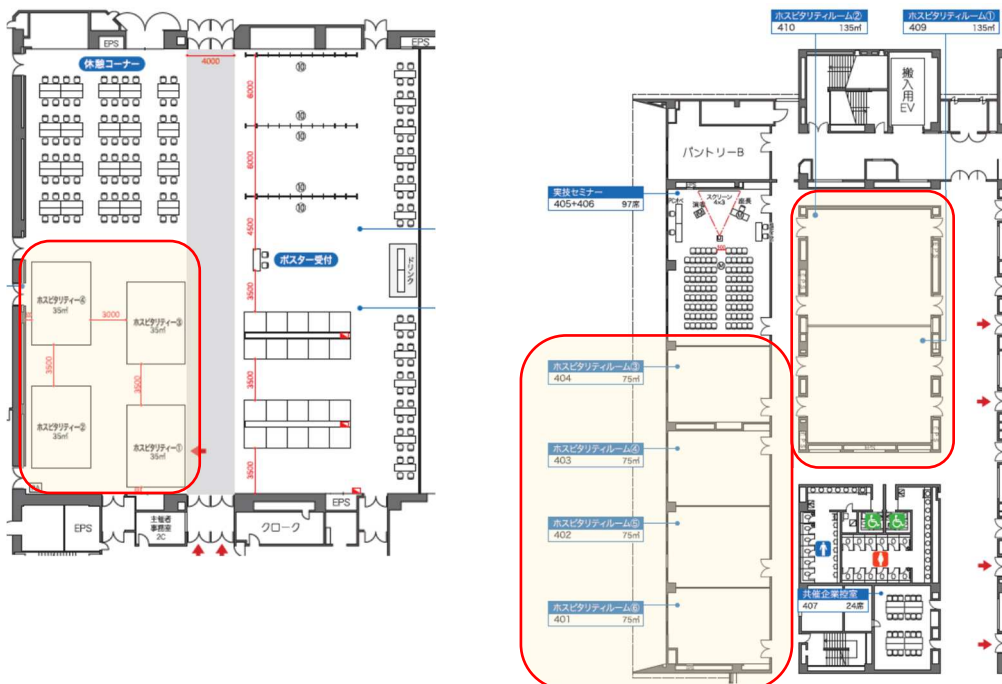 EPS
休憩コーナー
4000
EPS
⑩
6000
⑩
⑩
6000
⑩
⑩
4500
ポスター受付
ドリンク
3500
ホスピタリティー④
35㎡
3000
ホスピタリティー③
35㎡
3500
3500
ホスピタリティー②
35㎡
ホスピタリティー①
35㎡
3500
3500
EPS
主催者
事務室
2C
クローク
EPS
ホスピタリティルーム②
410 135㎡
ホスピタリティルーム①
409 135㎡
搬入用EV
パントリーB
実技セミナー
405+406 97席
EPS
スクリーン
4×3
演者
座長
ホスピタリティルーム③
404 75㎡
ホスピタリティルーム④
403 75㎡
ホスピタリティルーム⑤
402 75㎡
ホスピタリティルーム⑥
401 75㎡
共催企業控室
407 24席